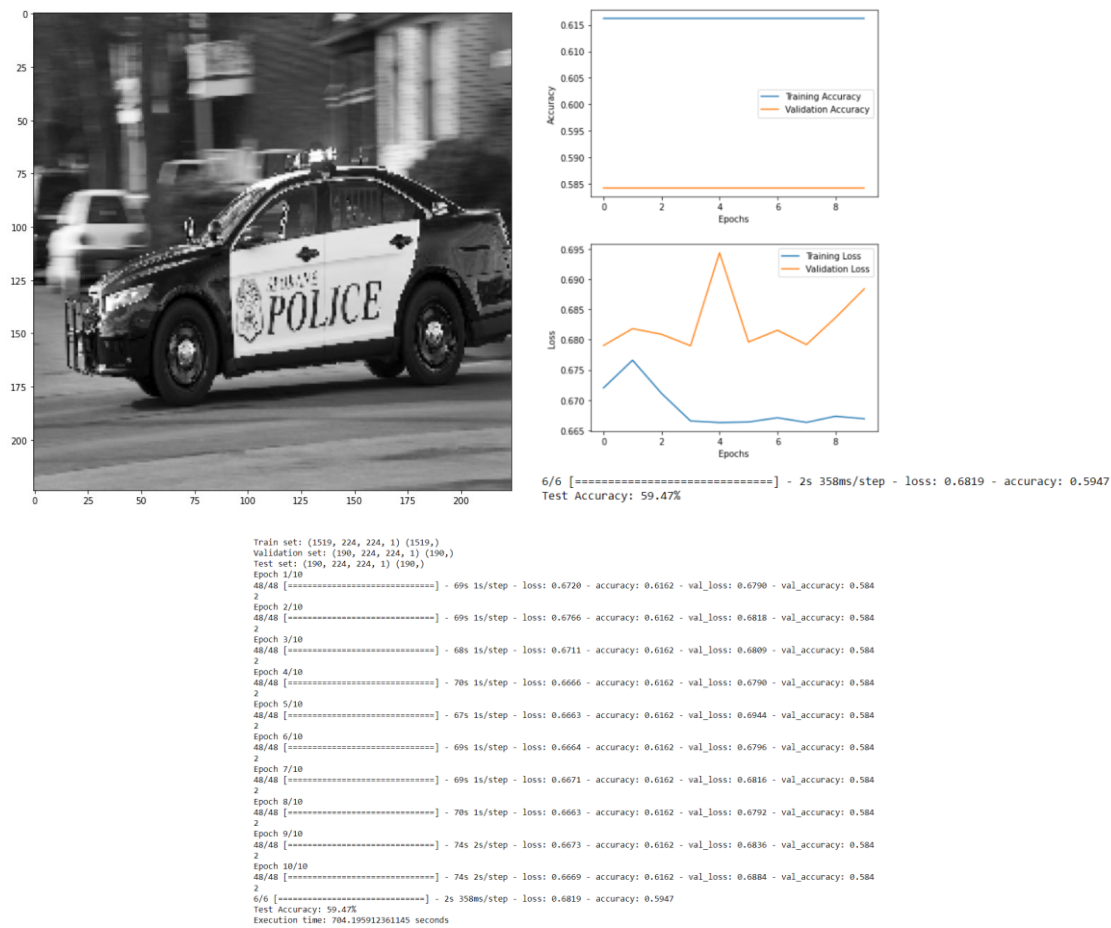 0
25
50
75
100
125
150
175
200
0 25 50 75 100 125 150 175 200
POLICE
0.615
0.610
0.605
0.600
0.595
0.590
0.585
Accuracy
Training Accuracy
Validation Accuracy
0 2 4 6 8
Epochs
0.695
0.690
0.685
0.680
0.675
0.670
0.665
Loss
Training Loss
Validation Loss
0 2 4 6 8
Epochs
6/6 [==============================] - 2s 358ms/step - loss: 0.6819 - accuracy: 0.5947
Test Accuracy: 59.47%
Train set: (1519, 224, 224, 1) (1519,)
Validation set: (190, 224, 224, 1) (190,)
Test set: (190, 224, 224, 1) (190,)
Epoch 1/10
48/48 [==============================] - 69s 1s/step - loss: 0.6720 - accuracy: 0.6162 - val_loss: 0.6790 - val_accuracy: 0.584
2
Epoch 2/10
48/48 [==============================] - 69s 1s/step - loss: 0.6766 - accuracy: 0.6162 - val_loss: 0.6818 - val_accuracy: 0.584
2
Epoch 3/10
48/48 [==============================] - 68s 1s/step - loss: 0.6711 - accuracy: 0.6162 - val_loss: 0.6809 - val_accuracy: 0.584
2
Epoch 4/10
48/48 [==============================] - 70s 1s/step - loss: 0.6666 - accuracy: 0.6162 - val_loss: 0.6790 - val_accuracy: 0.584
2
Epoch 5/10
48/48 [==============================] - 67s 1s/step - loss: 0.6663 - accuracy: 0.6162 - val_loss: 0.6944 - val_accuracy: 0.584
2
Epoch 6/10
48/48 [==============================] - 69s 1s/step - loss: 0.6664 - accuracy: 0.6162 - val_loss: 0.6796 - val_accuracy: 0.584
2
Epoch 7/10
48/48 [==============================] - 69s 1s/step - loss: 0.6671 - accuracy: 0.6162 - val_loss: 0.6816 - val_accuracy: 0.584
2
Epoch 8/10
48/48 [==============================] - 70s 1s/step - loss: 0.6663 - accuracy: 0.6162 - val_loss: 0.6792 - val_accuracy: 0.584
2
Epoch 9/10
48/48 [==============================] - 74s 2s/step - loss: 0.6673 - accuracy: 0.6162 - val_loss: 0.6836 - val_accuracy: 0.584
2
Epoch 10/10
48/48 [==============================] - 74s 2s/step - loss: 0.6669 - accuracy: 0.6162 - val_loss: 0.6884 - val_accuracy: 0.584
2
6/6 [==============================] - 2s 358ms/step - loss: 0.6819 - accuracy: 0.5947
Test Accuracy: 59.47%
Execution time: 704.195912361145 seconds